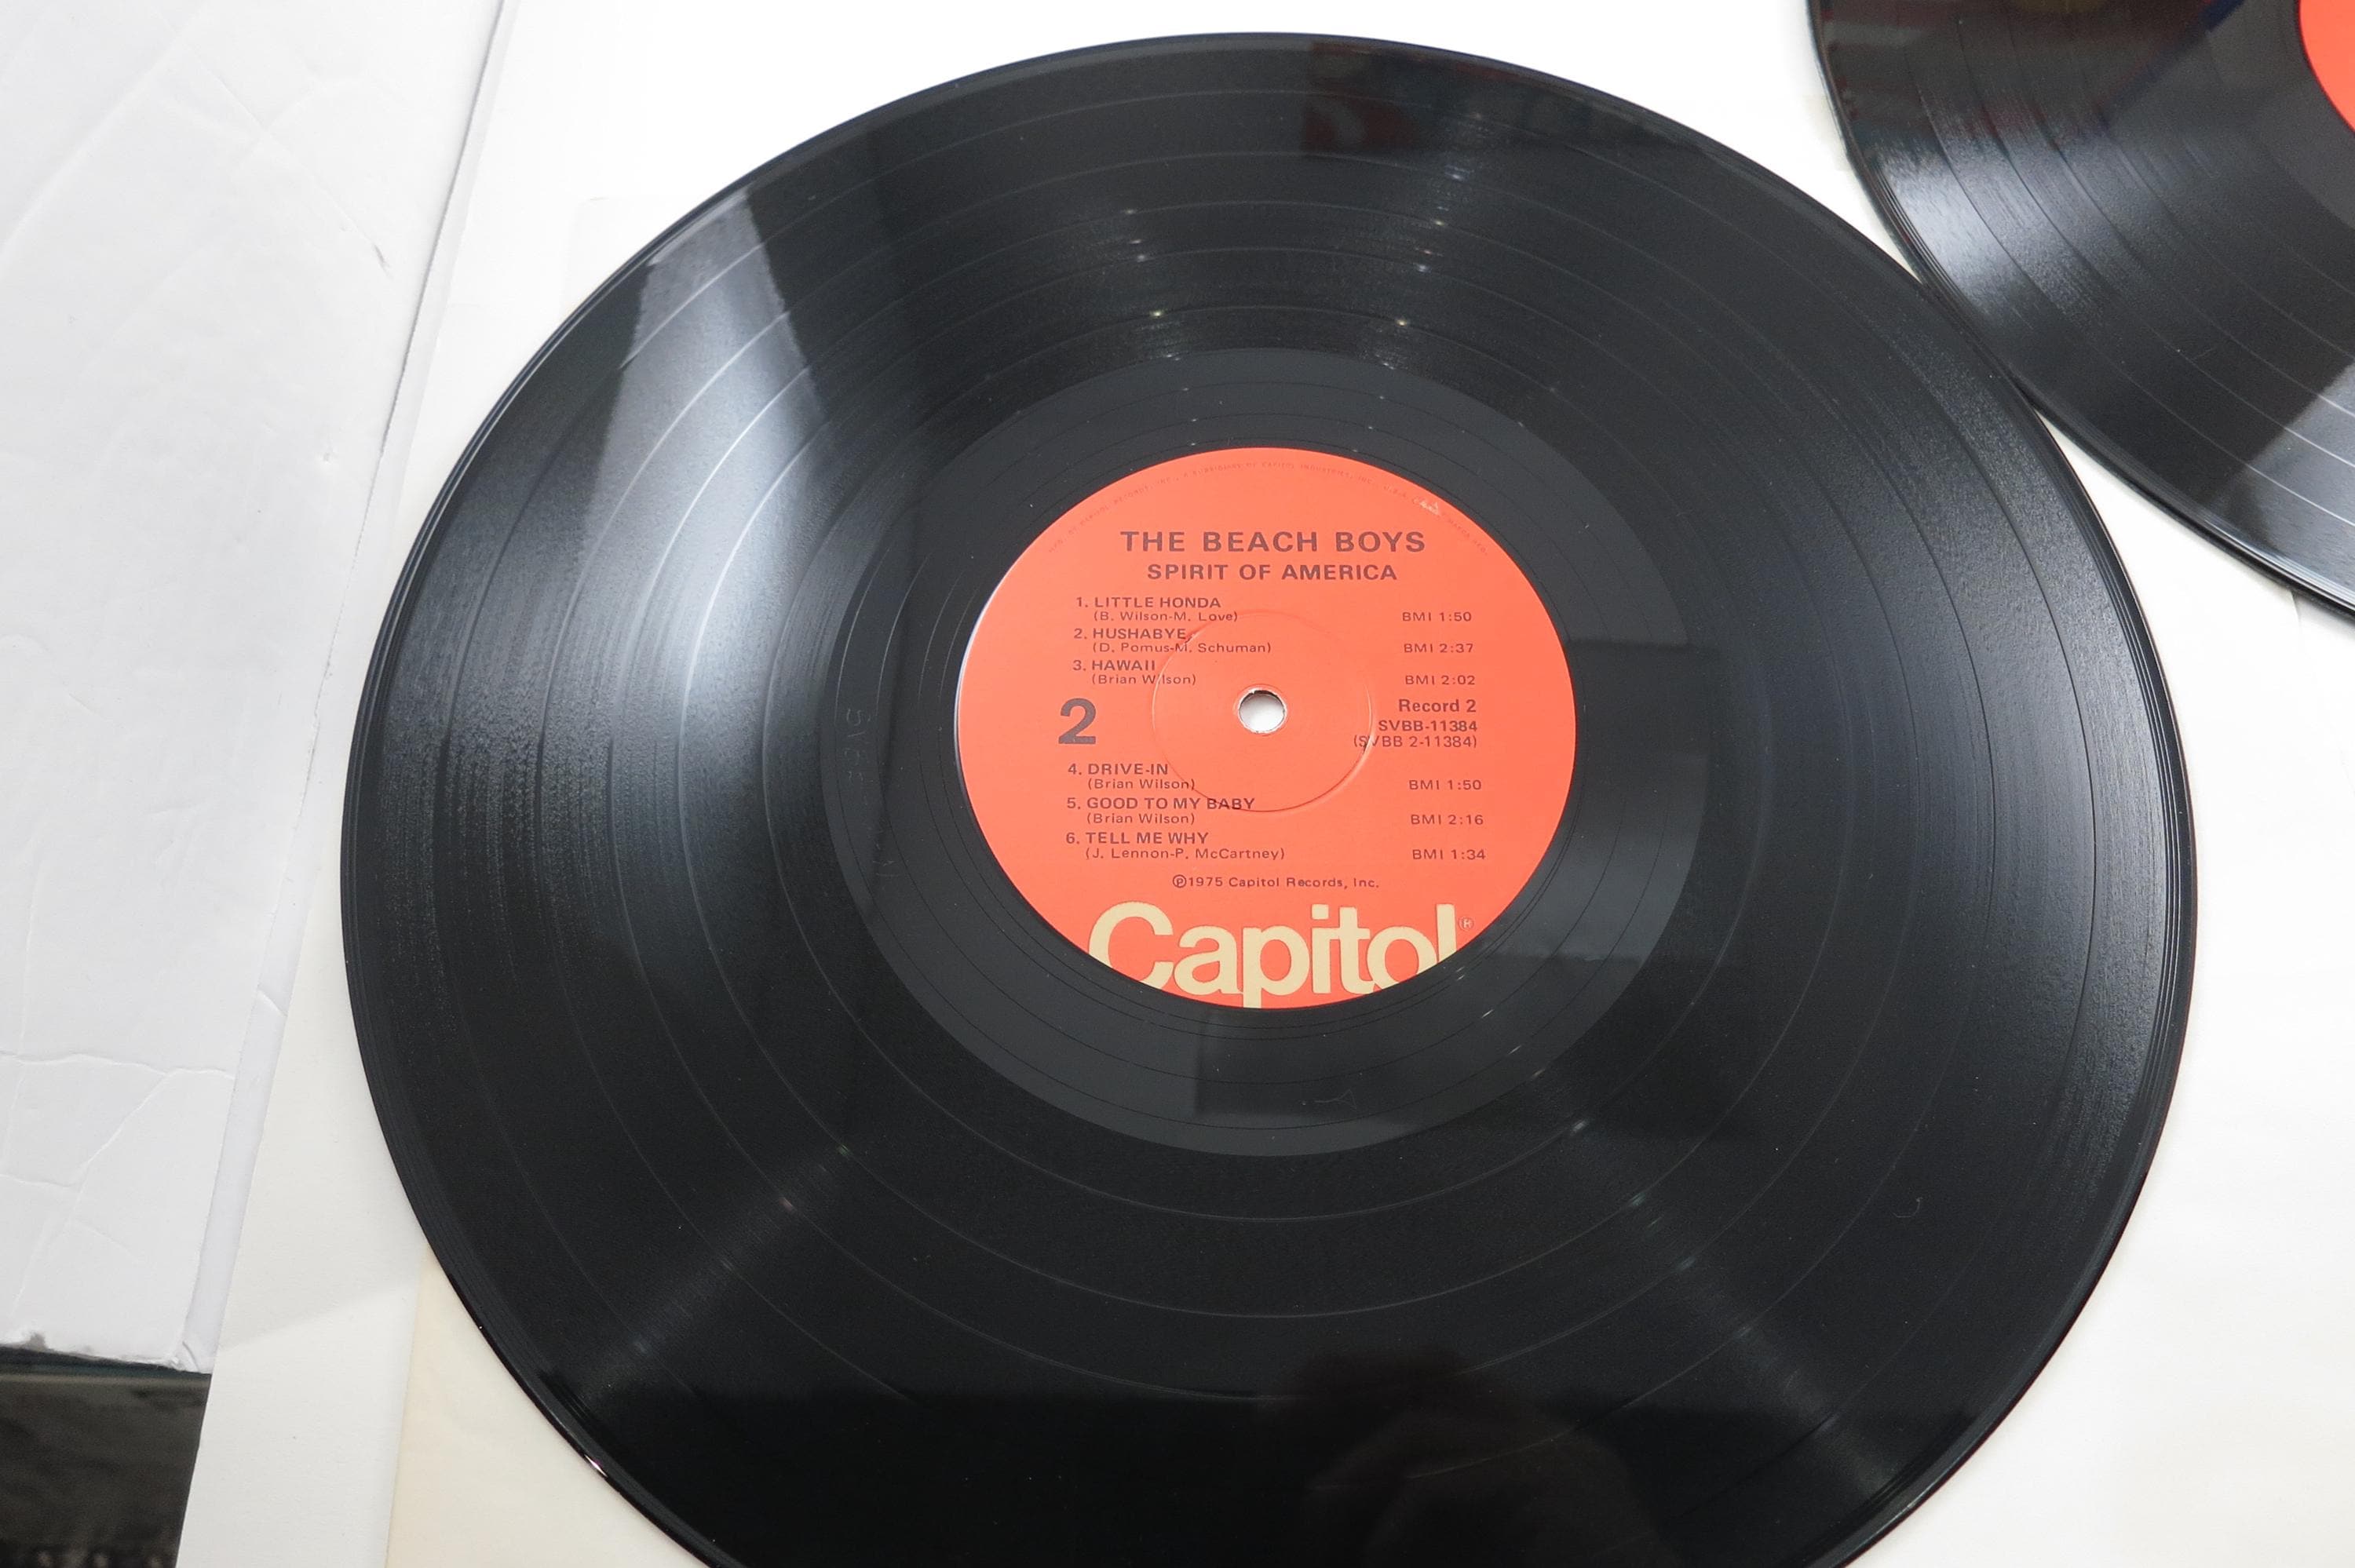 THE BEACH BOYS
SPIRIT OF AMERICA
1. LITTLE HONDA
(B. Wilson-M. Love) BMI 1:50
2. HUSHABYE
(D. Pomus-M. Schuman) BMI 2:37
3. HAWAII
(Brian Wilson) BMI 2:02
2 Record 2
SVBB-11384
(SVBB 2-11384)
4. DRIVE-IN
(Brian Wilson) BMI 1:50
5. GOOD TO MY BABY
(Brian Wilson) BMI 2:16
6. TELL ME WHY
(J. Lennon-P. McCartney) BMI 1:34
℗1975 Capitol Records, Inc.
Capitol®